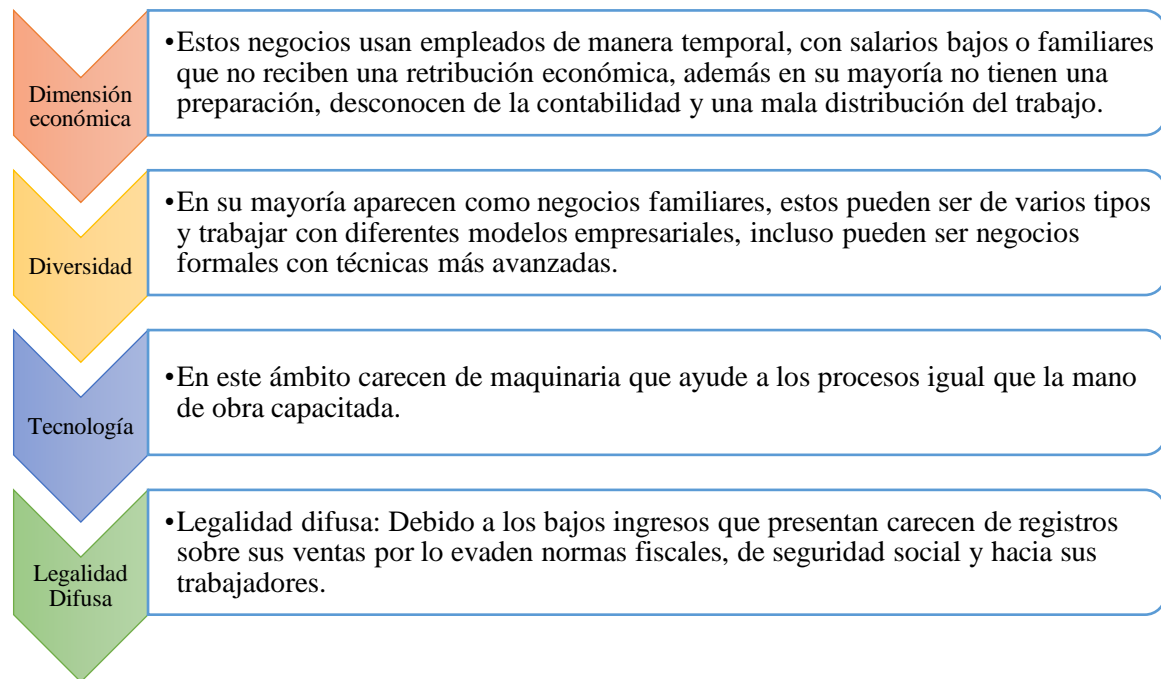 Dimensión
económica
•Estos negocios usan empleados de manera temporal, con salarios bajos o familiares
que no reciben una retribución económica, además en su mayoría no tienen una
preparación, desconocen de la contabilidad y una mala distribución del trabajo.
Diversidad
•En su mayoría aparecen como negocios familiares, estos pueden ser de varios tipos
y trabajar con diferentes modelos empresariales, incluso pueden ser negocios
formales con técnicas más avanzadas.
Tecnología
•En este ámbito carecen de maquinaria que ayude a los procesos igual que la mano
de obra capacitada.
Legalidad
Difusa
•Legalidad difusa: Debido a los bajos ingresos que presentan carecen de registros
sobre sus ventas por lo evaden normas fiscales, de seguridad social y hacia sus
trabajadores.